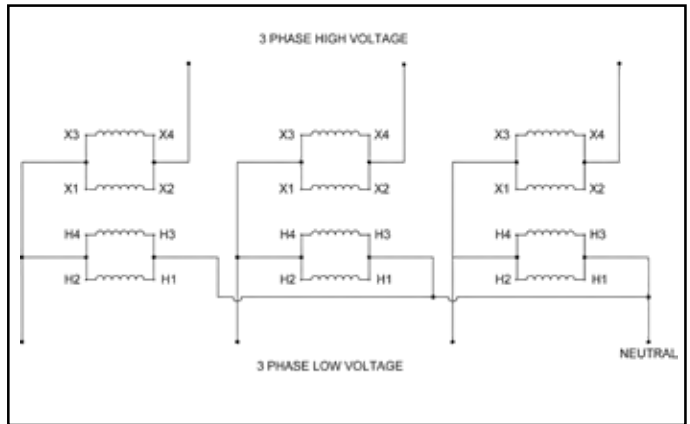 3 PHASE HIGH VOLTAGE
X3 X4 X3 X4 X3 X4
X1 X2 X1 X2 X1 X2
H4 H3 H4 H3 H4 H3
H2 H1 H2 H1 H2 H1
NEUTRAL
3 PHASE LOW VOLTAGE